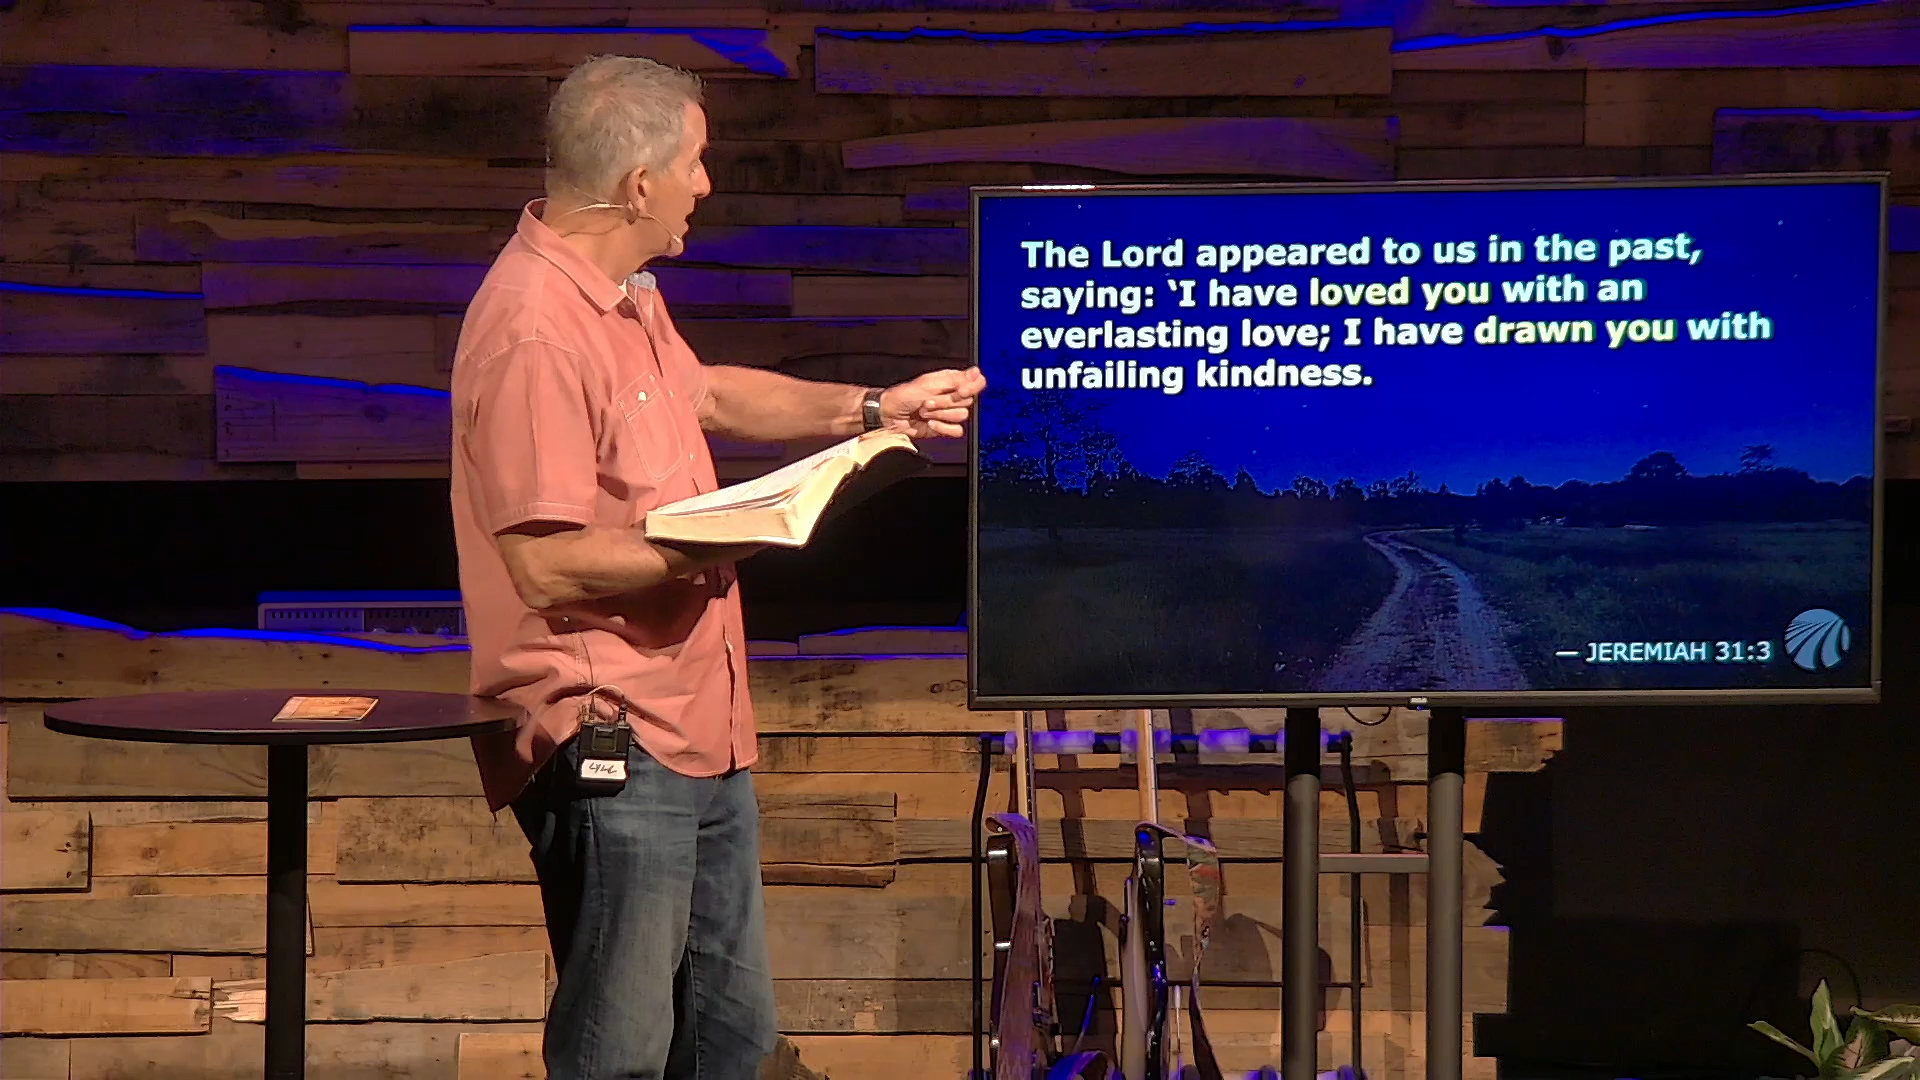 The Lord appeared to us in the past,
saying: ‘I have loved you with an
everlasting love; I have drawn you with
unfailing kindness.
— JEREMIAH 31:3